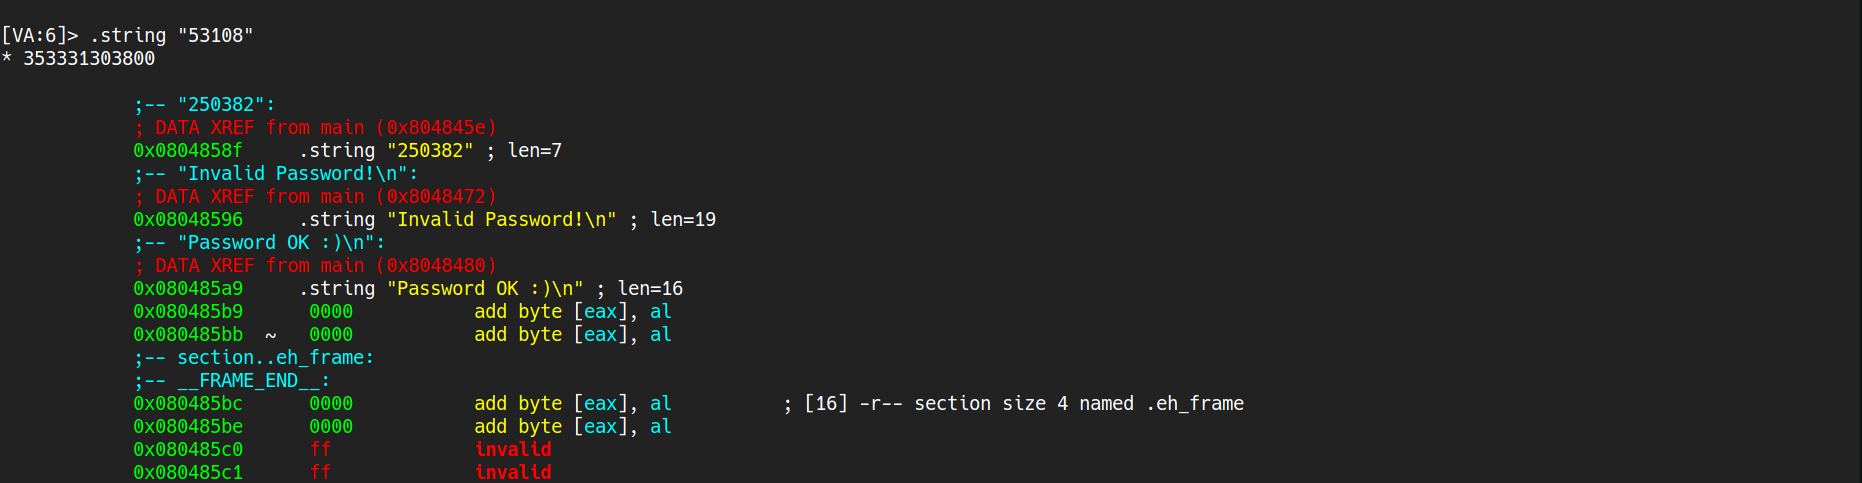 [VA:6]> .string "53108"
* 353331303800
;-- "250382":
; DATA XREF from main (0x804845e)
0x0804858f .string "250382" ; len=7
;-- "Invalid Password!\n":
; DATA XREF from main (0x8048472)
0x08048596 .string "Invalid Password!\n" ; len=19
;-- "Password OK :)\n":
; DATA XREF from main (0x8048480)
0x080485a9 .string "Password OK :)\n" ; len=16
0x080485b9 0000 add byte [eax], al
0x080485bb ~ 0000 add byte [eax], al
;-- section..eh_frame:
;-- __FRAME_END__:
0x080485bc 0000 add byte [eax], al ; [16] -r-- section size 4 named .eh_frame
0x080485be 0000 add byte [eax], al
0x080485c0 ff invalid
0x080485c1 ff invalid